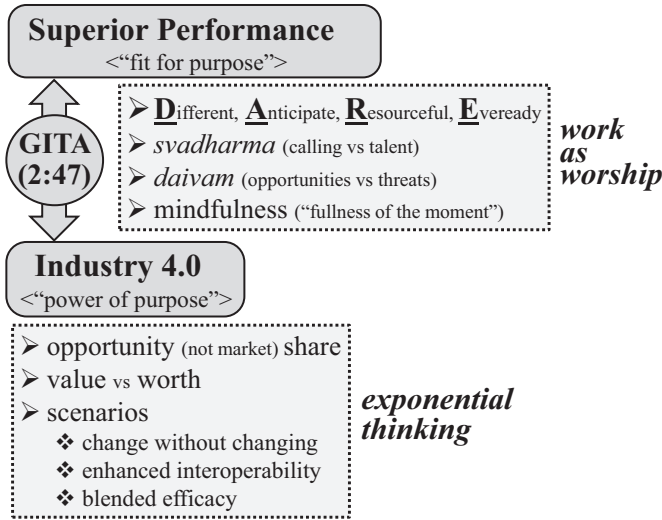 Superior Performance
<“fit for purpose”>
GITA
(2:47)
➢ Different, Anticipate, Resourceful, Eveready
➢ svadharma (calling vs talent)
➢ daivam (opportunities vs threats)
➢ mindfulness (“fullness of the moment”)
work
as
worship
Industry 4.0
<“power of purpose”>
➢ opportunity (not market) share
➢ value vs worth
➢ scenarios
❖ change without changing
❖ enhanced interoperability
❖ blended efficacy
exponential
thinking